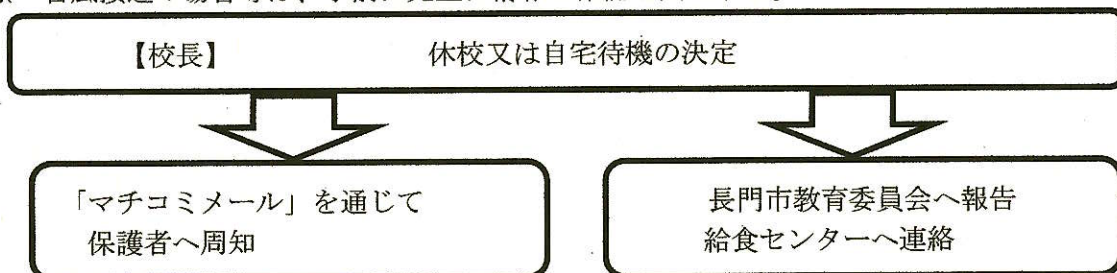 【校長】 休校又は自宅待機の決定
「マチコミメール」を通じて
保護者へ周知
長門市教育委員会へ報告
給食センターへ連絡